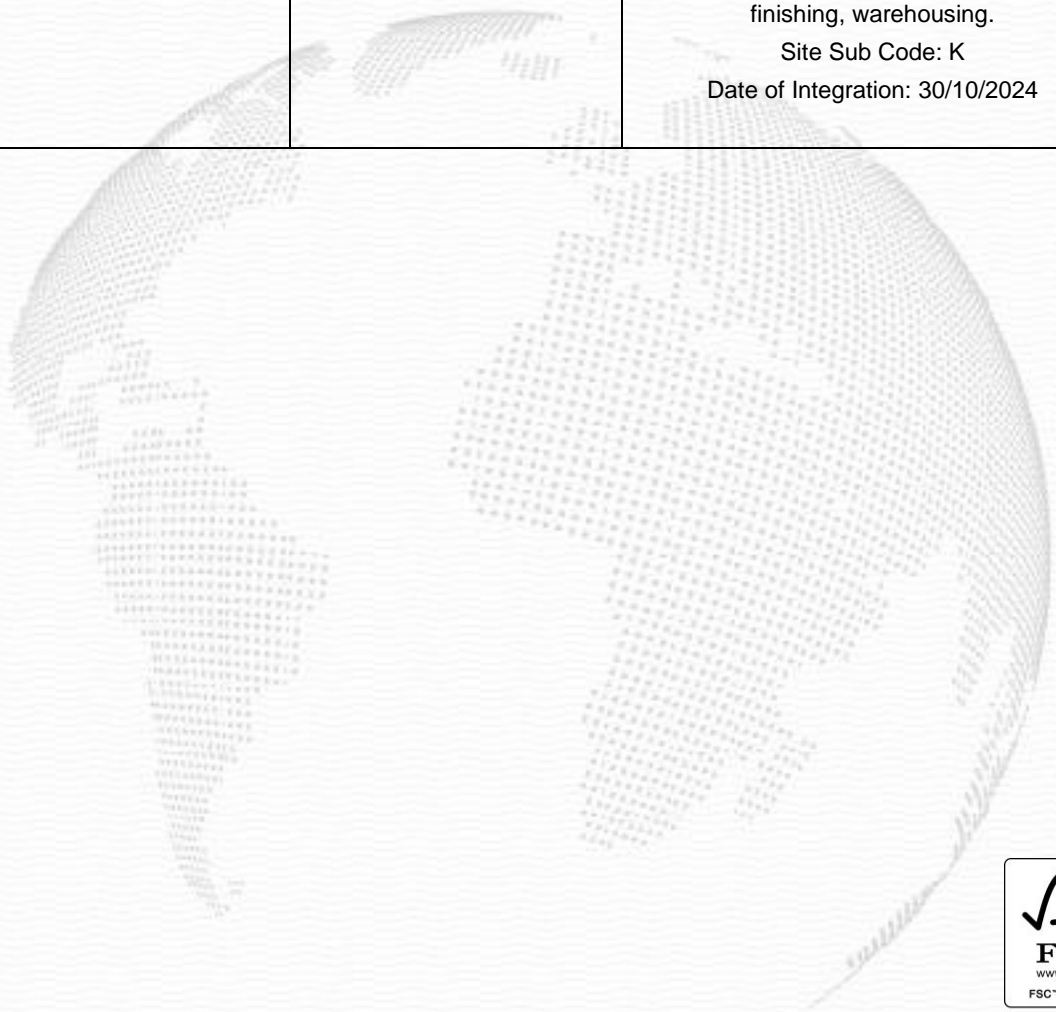 finishing, warehousing.
Site Sub Code: K
Date of Integration: 30/10/2024